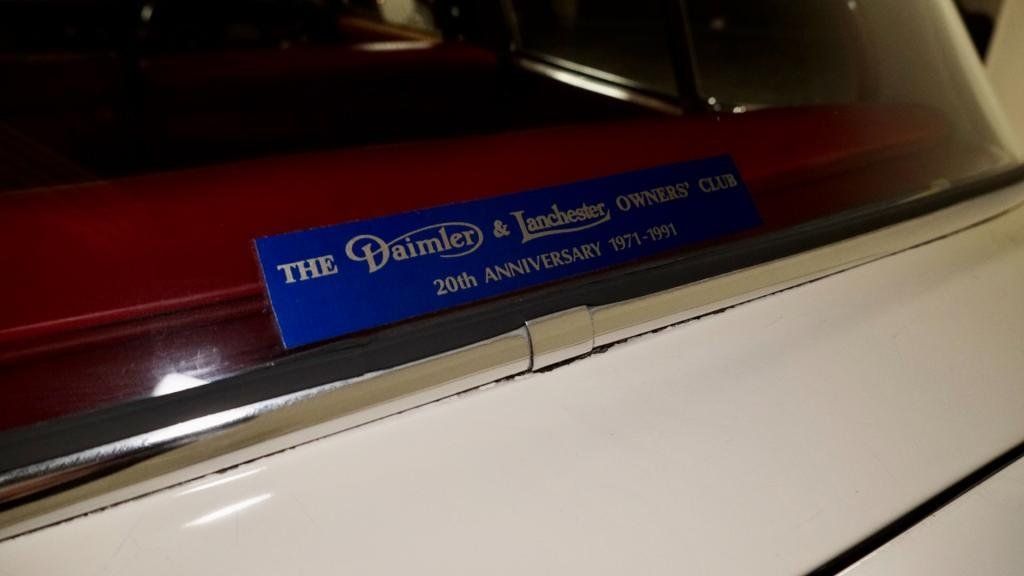 THE Daimler & Lanchester OWNERS' CLUB
20th ANNIVERSARY 1971-1991